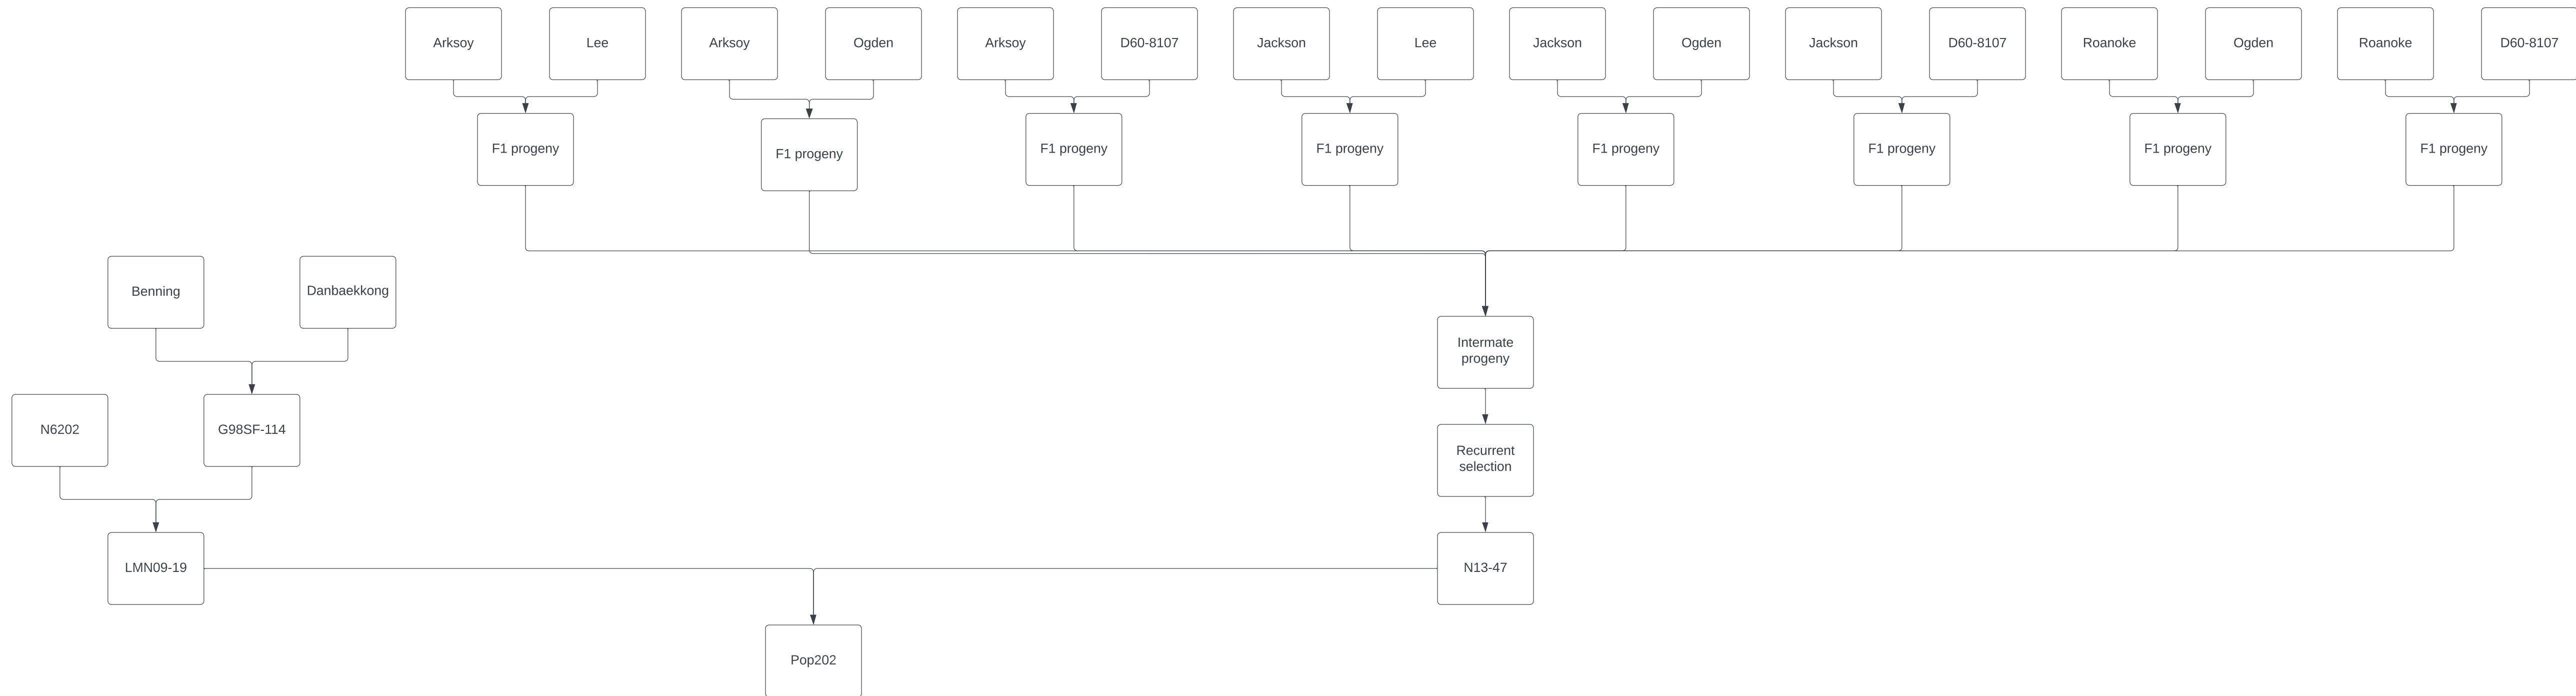 Arksoy
Lee
Arksoy
Ogden
Arksoy
D60-8107
Jackson
Lee
Jackson
Ogden
Jackson
D60-8107
Roanoke
Ogden
Roanoke
D60-8107
F1 progeny
F1 progeny
F1 progeny
F1 progeny
F1 progeny
F1 progeny
F1 progeny
F1 progeny
Benning
Danbaekkong
Intermate
progeny
N6202
G98SF-114
Recurrent
selection
LMN09-19
N13-47
Pop202